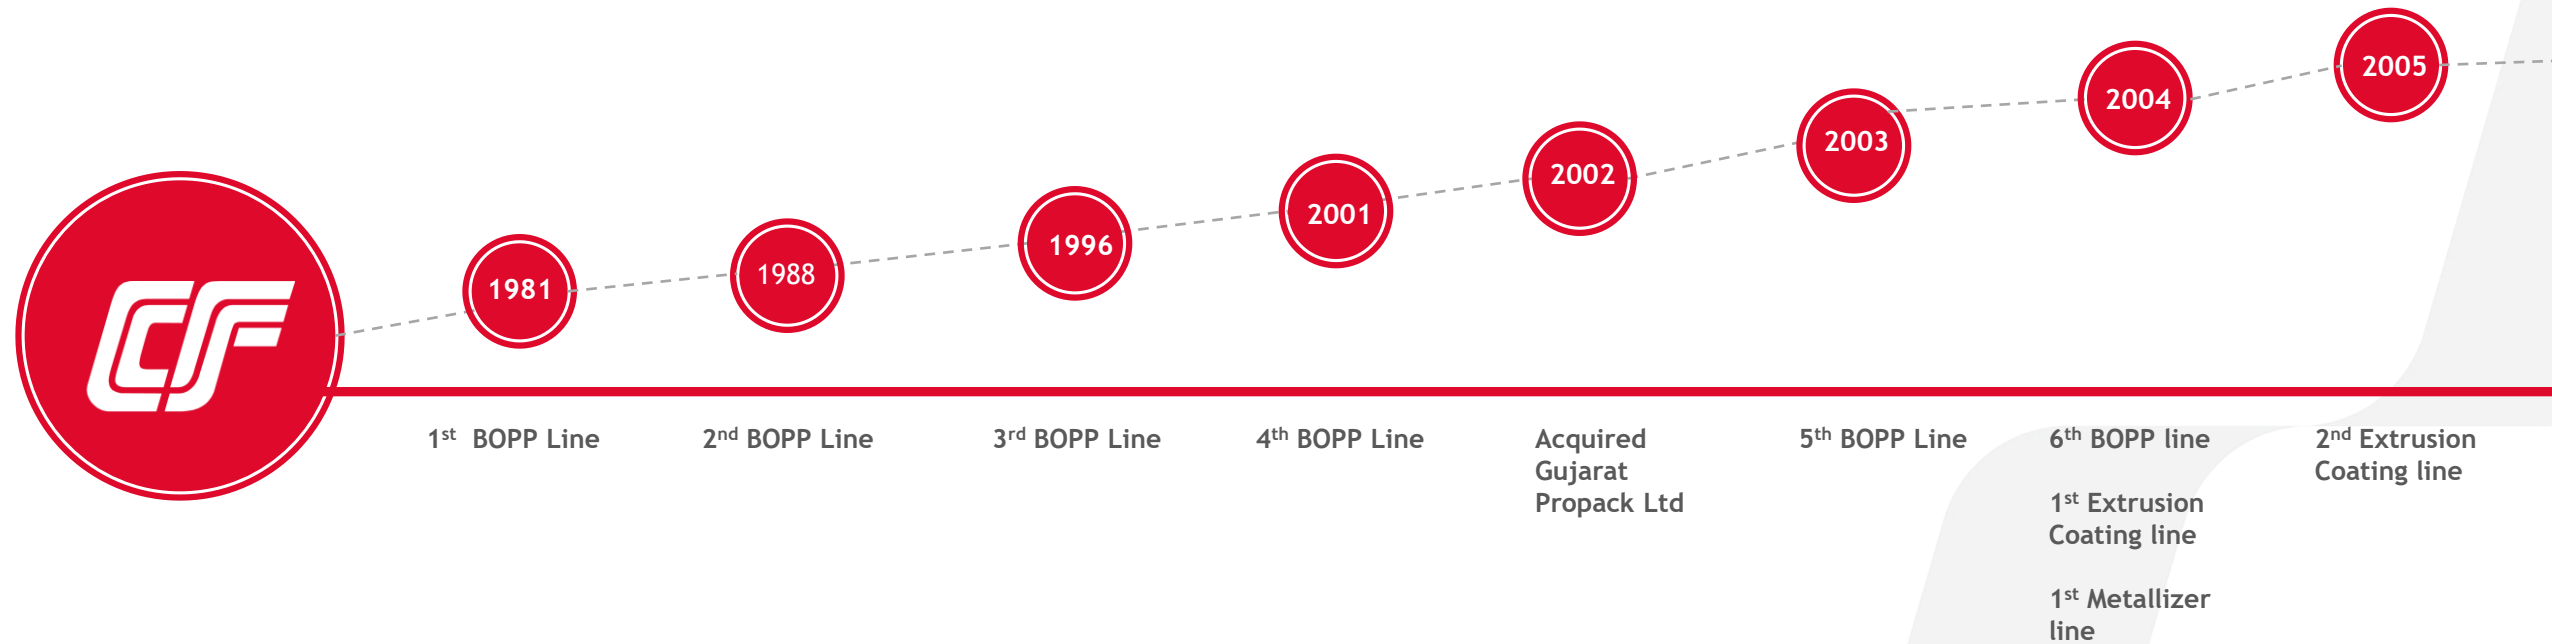 CF
1981
1988
1996
2001
2002
2003
2004
2005
1st BOPP Line
2nd BOPP Line
3rd BOPP Line
4th BOPP Line
Acquired
Gujarat
Propack Ltd
5th BOPP Line
6th BOPP line
1st Extrusion
Coating line
1st Metallizer
line
2nd Extrusion
Coating line